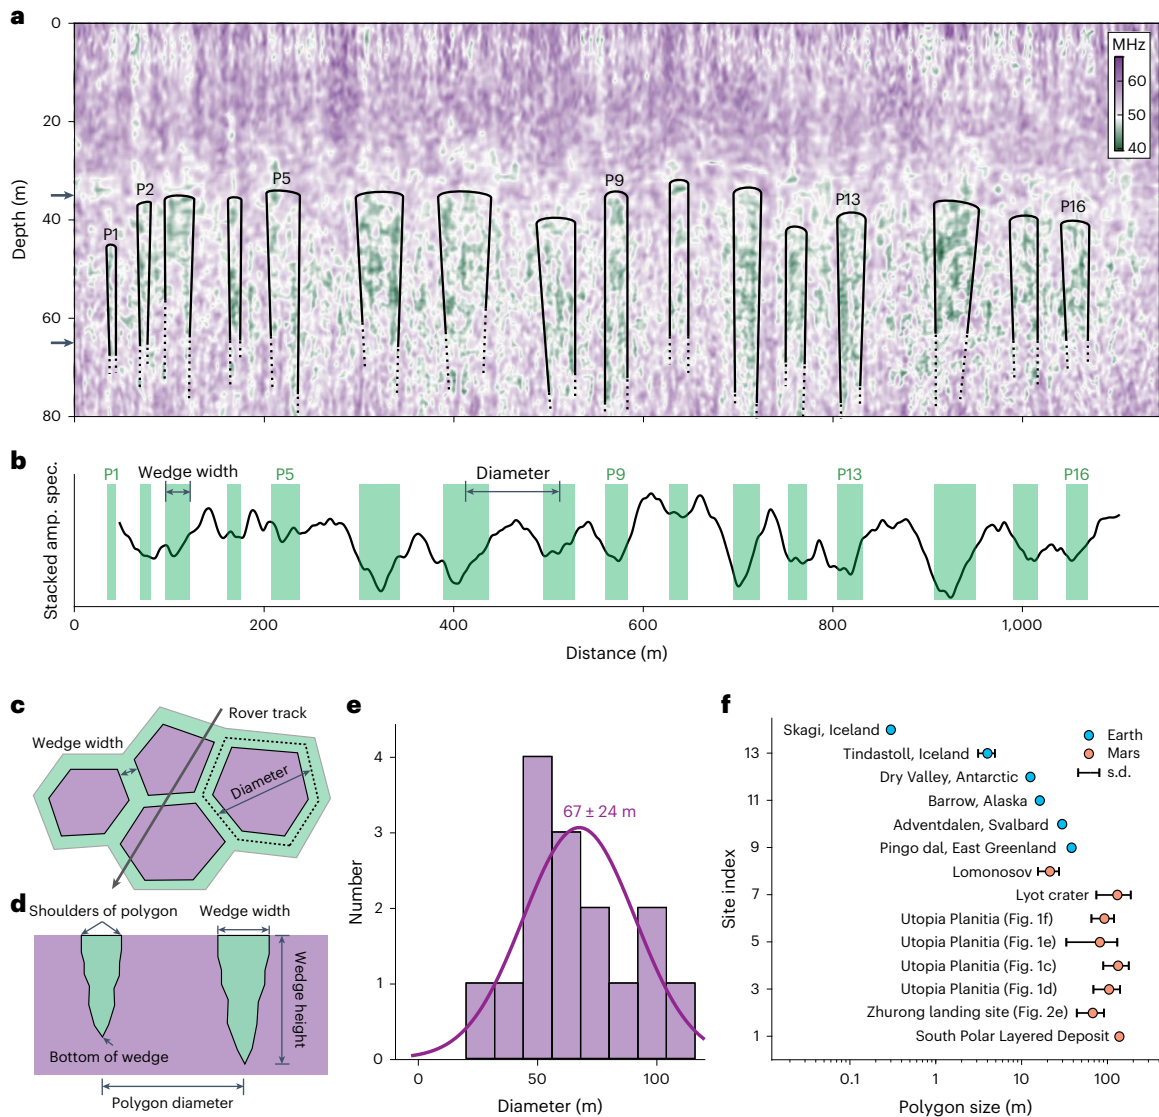 a
0
MHz
60
50
40
20
P2
P5
P9
P13
P16
P1
40
60
80
Depth (m)
b
P1
Wedge width
P5
Diameter
P9
P13
P16
Stacked amp. spec.
0
200
400
600
800
1,000
Distance (m)
c
Rover track
Wedge width
Diameter
d
Shoulders of polygon
Wedge width
Wedge height
Bottom of wedge
Polygon diameter
e
4
67 ± 24 m
3
2
1
0
Number
0
50
100
Diameter (m)
f
Skagi, Iceland
Earth
13
Tindastoll, Iceland
Mars
Dry Valley, Antarctic
s.d.
11
Barrow, Alaska
Adventdalen, Svalbard
9
Pingo dal, East Greenland
Lomonosov
7
Lyot crater
Utopia Planitia (Fig. 1f)
5
Utopia Planitia (Fig. 1e)
Utopia Planitia (Fig. 1c)
3
Utopia Planitia (Fig. 1d)
Zhurong landing site (Fig. 2e)
1
South Polar Layered Deposit
Site index
0.1
1
10
100
Polygon size (m)